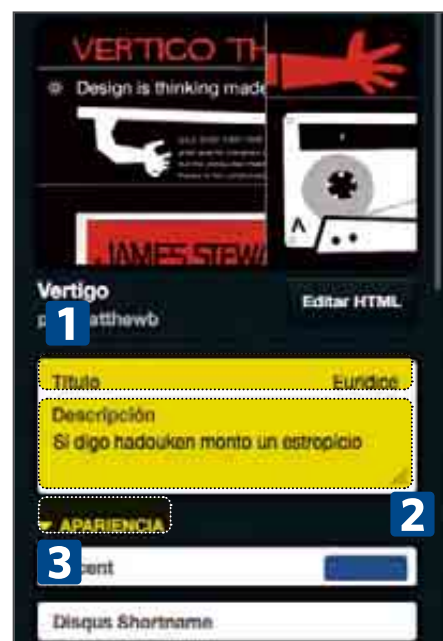 VERTIGO TH
Design is thinking made
JAMES STEW
Vertigo
p atthewb
Editar HTML
1
Título Euridice
Descripción
Si digo hadouken monto un estropicio
2
APARIENCIA
3
cent
Disqus Shortname